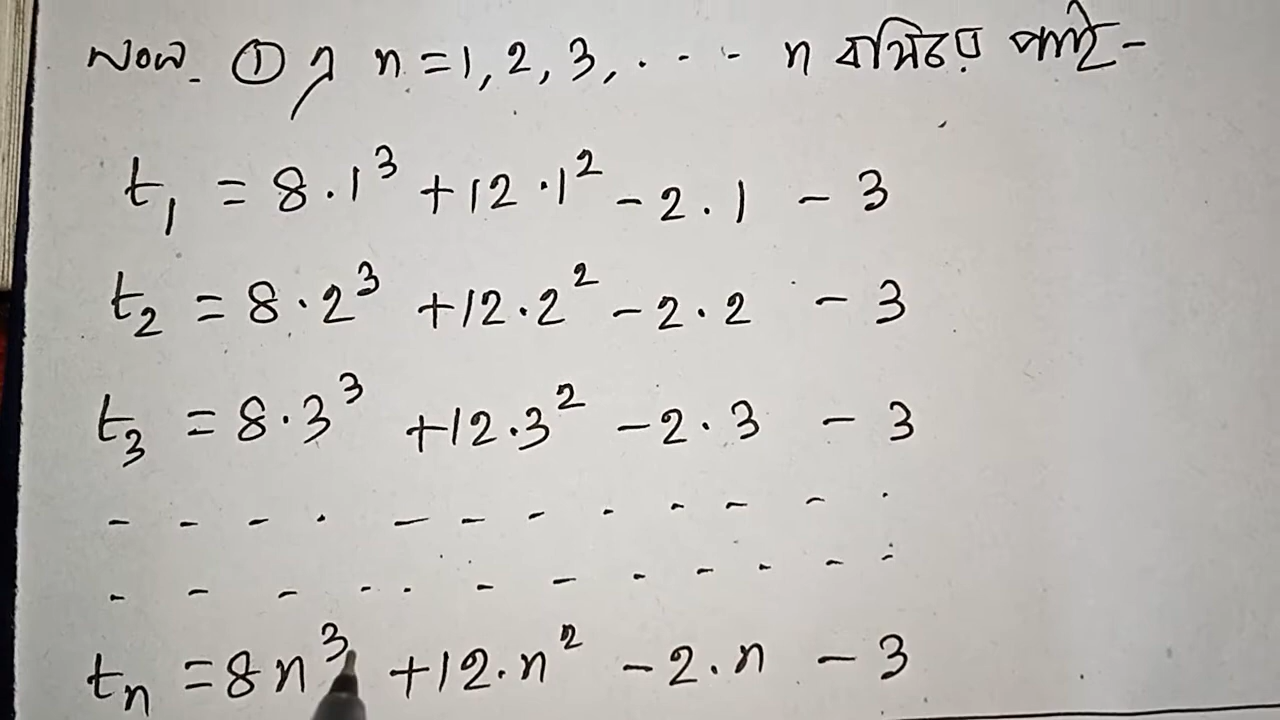 Now. ① এ n = 1, 2, 3, . - - - n বসিয়ে পাই -
t₁ = 8 . 1³ + 12 . 1² - 2 . 1 - 3
t₂ = 8 . 2³ + 12 . 2² - 2 . 2 - 3
t₃ = 8 . 3³ + 12 . 3² - 2 . 3 - 3
- - - . - - - . - - - .
- - - - . - - - - - - -
tₙ = 8n³ + 12 . n² - 2 . n - 3